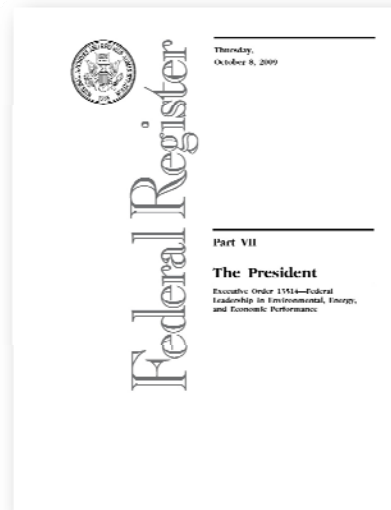 Thursday,
October 8, 2009
Federal Register
Part VII
The President
Executive Order 13514—Federal
Leadership in Environmental, Energy,
and Economic Performance